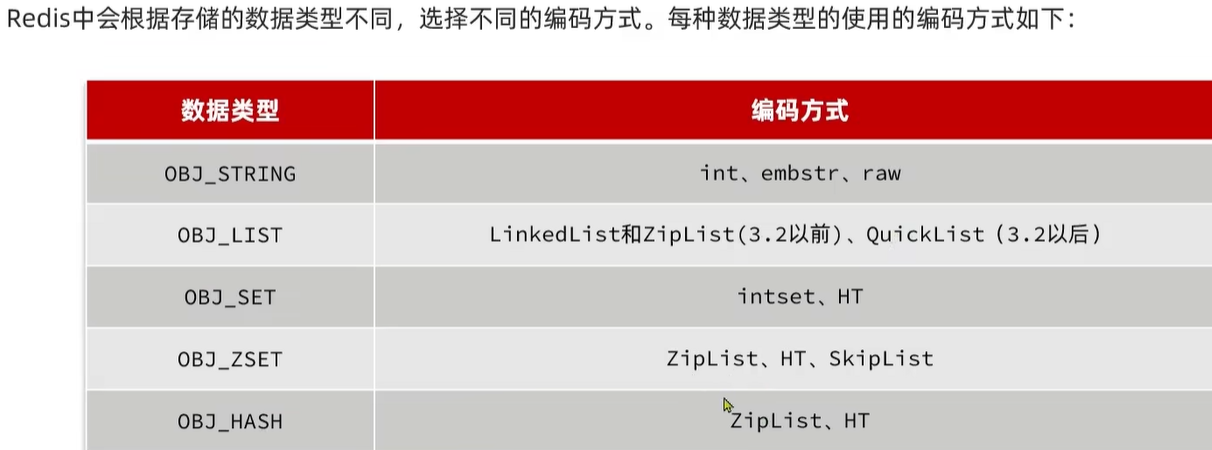 Redis中会根据存储的数据类型不同，选择不同的编码方式。每种数据类型的使用的编码方式如下：
数据类型 编码方式
OBJ_STRING int、embstr、raw
OBJ_LIST LinkedList和ZipList(3.2以前)、QuickList（3.2以后）
OBJ_SET intset、HT
OBJ_ZSET ZipList、HT、SkipList
OBJ_HASH ZipList、HT